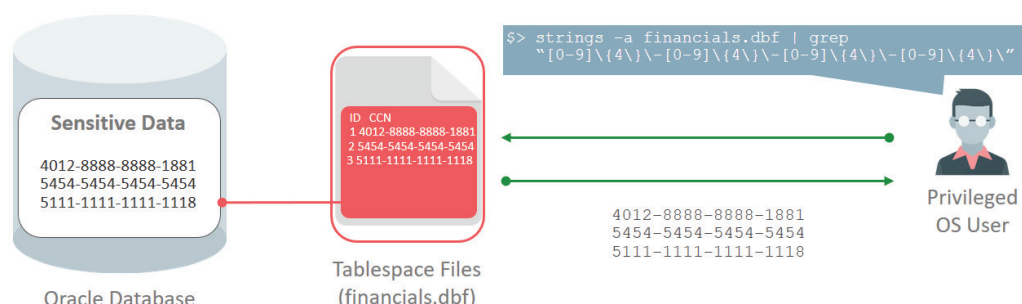 $> strings -a financials.dbf | grep
"[0-9]\{4\}\-[0-9]\{4\}\-[0-9]\{4\}\-[0-9]\{4\}\"
Sensitive Data
4012-8888-8888-1881
5454-5454-5454-5454
5111-1111-1111-1118
Oracle Database
ID CCN
1 4012-8888-8888-1881
2 5454-5454-5454-5454
3 5111-1111-1111-1118
Tablespace Files
(financials.dbf)
4012-8888-8888-1881
5454-5454-5454-5454
5111-1111-1111-1118
Privileged
OS User